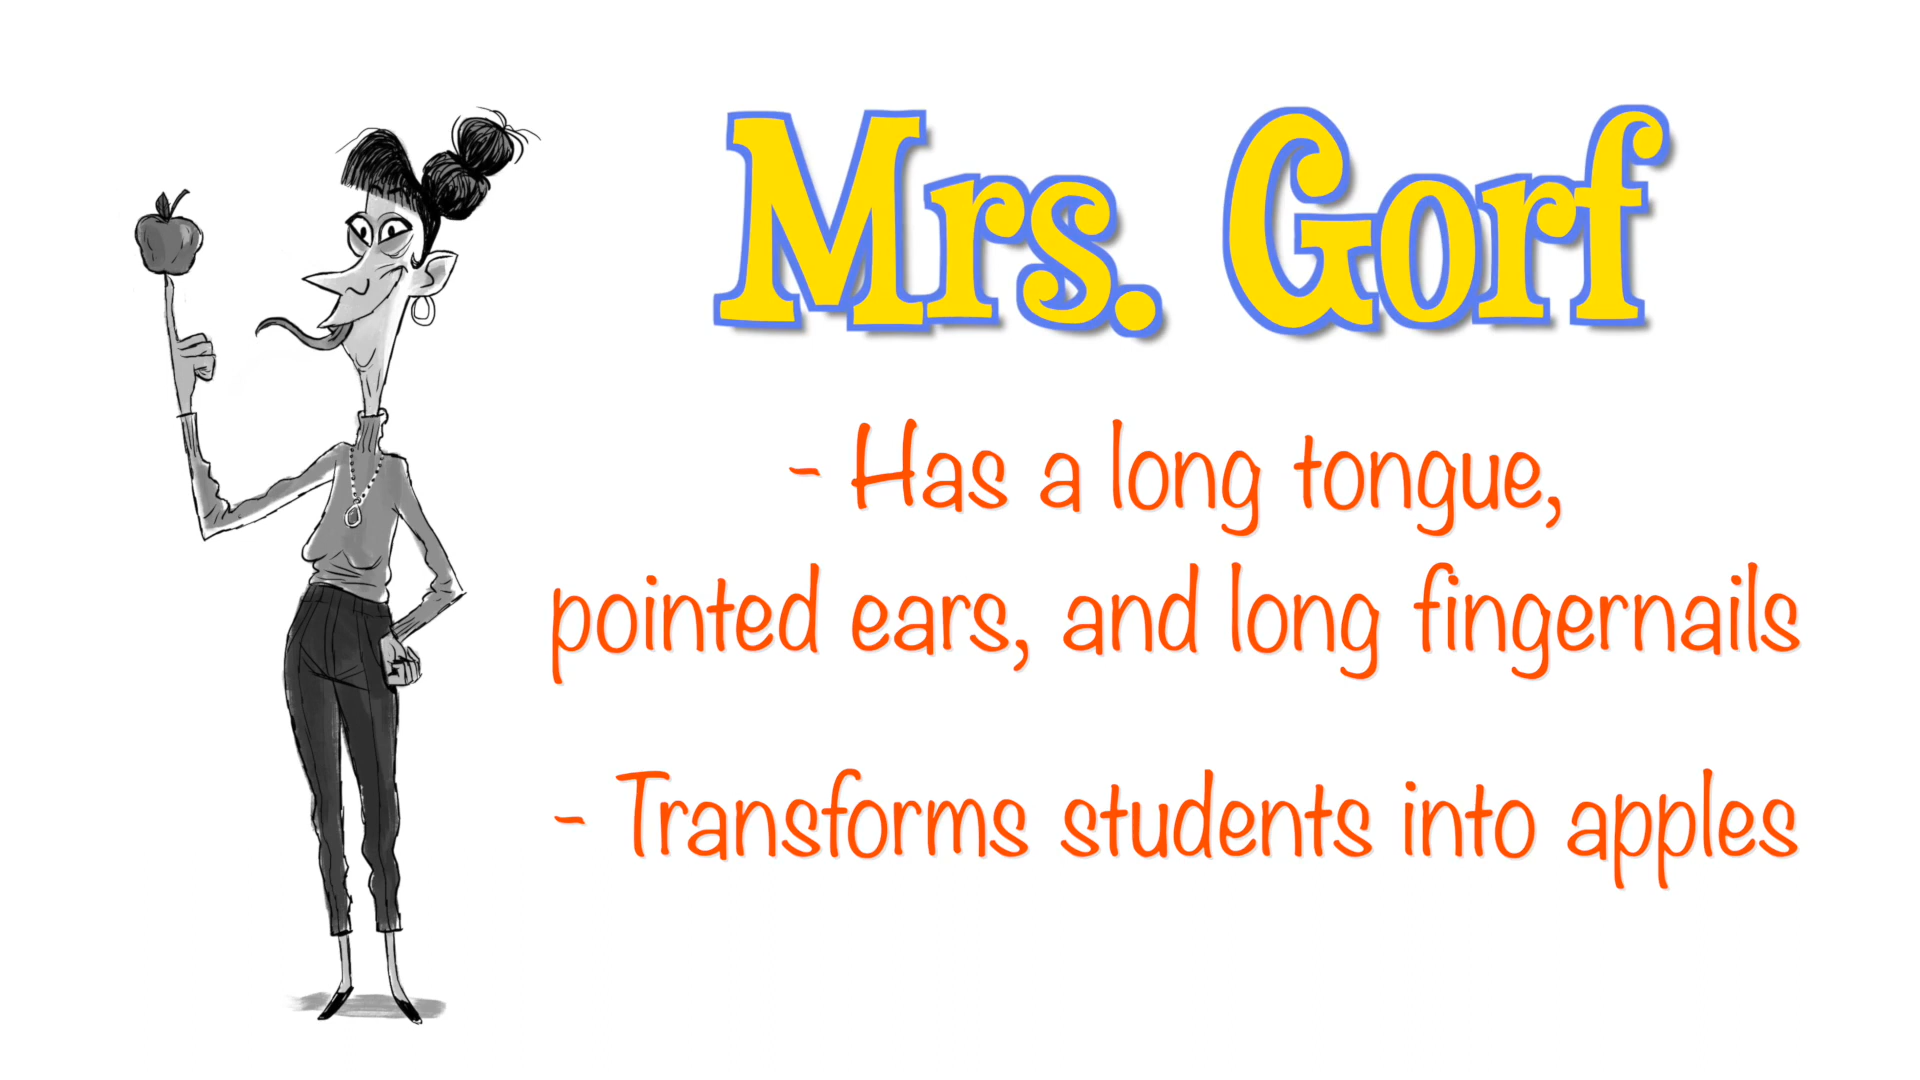 Mrs. Gorf
- Has a long tongue,
pointed ears, and long fingernails
- Transforms students into apples